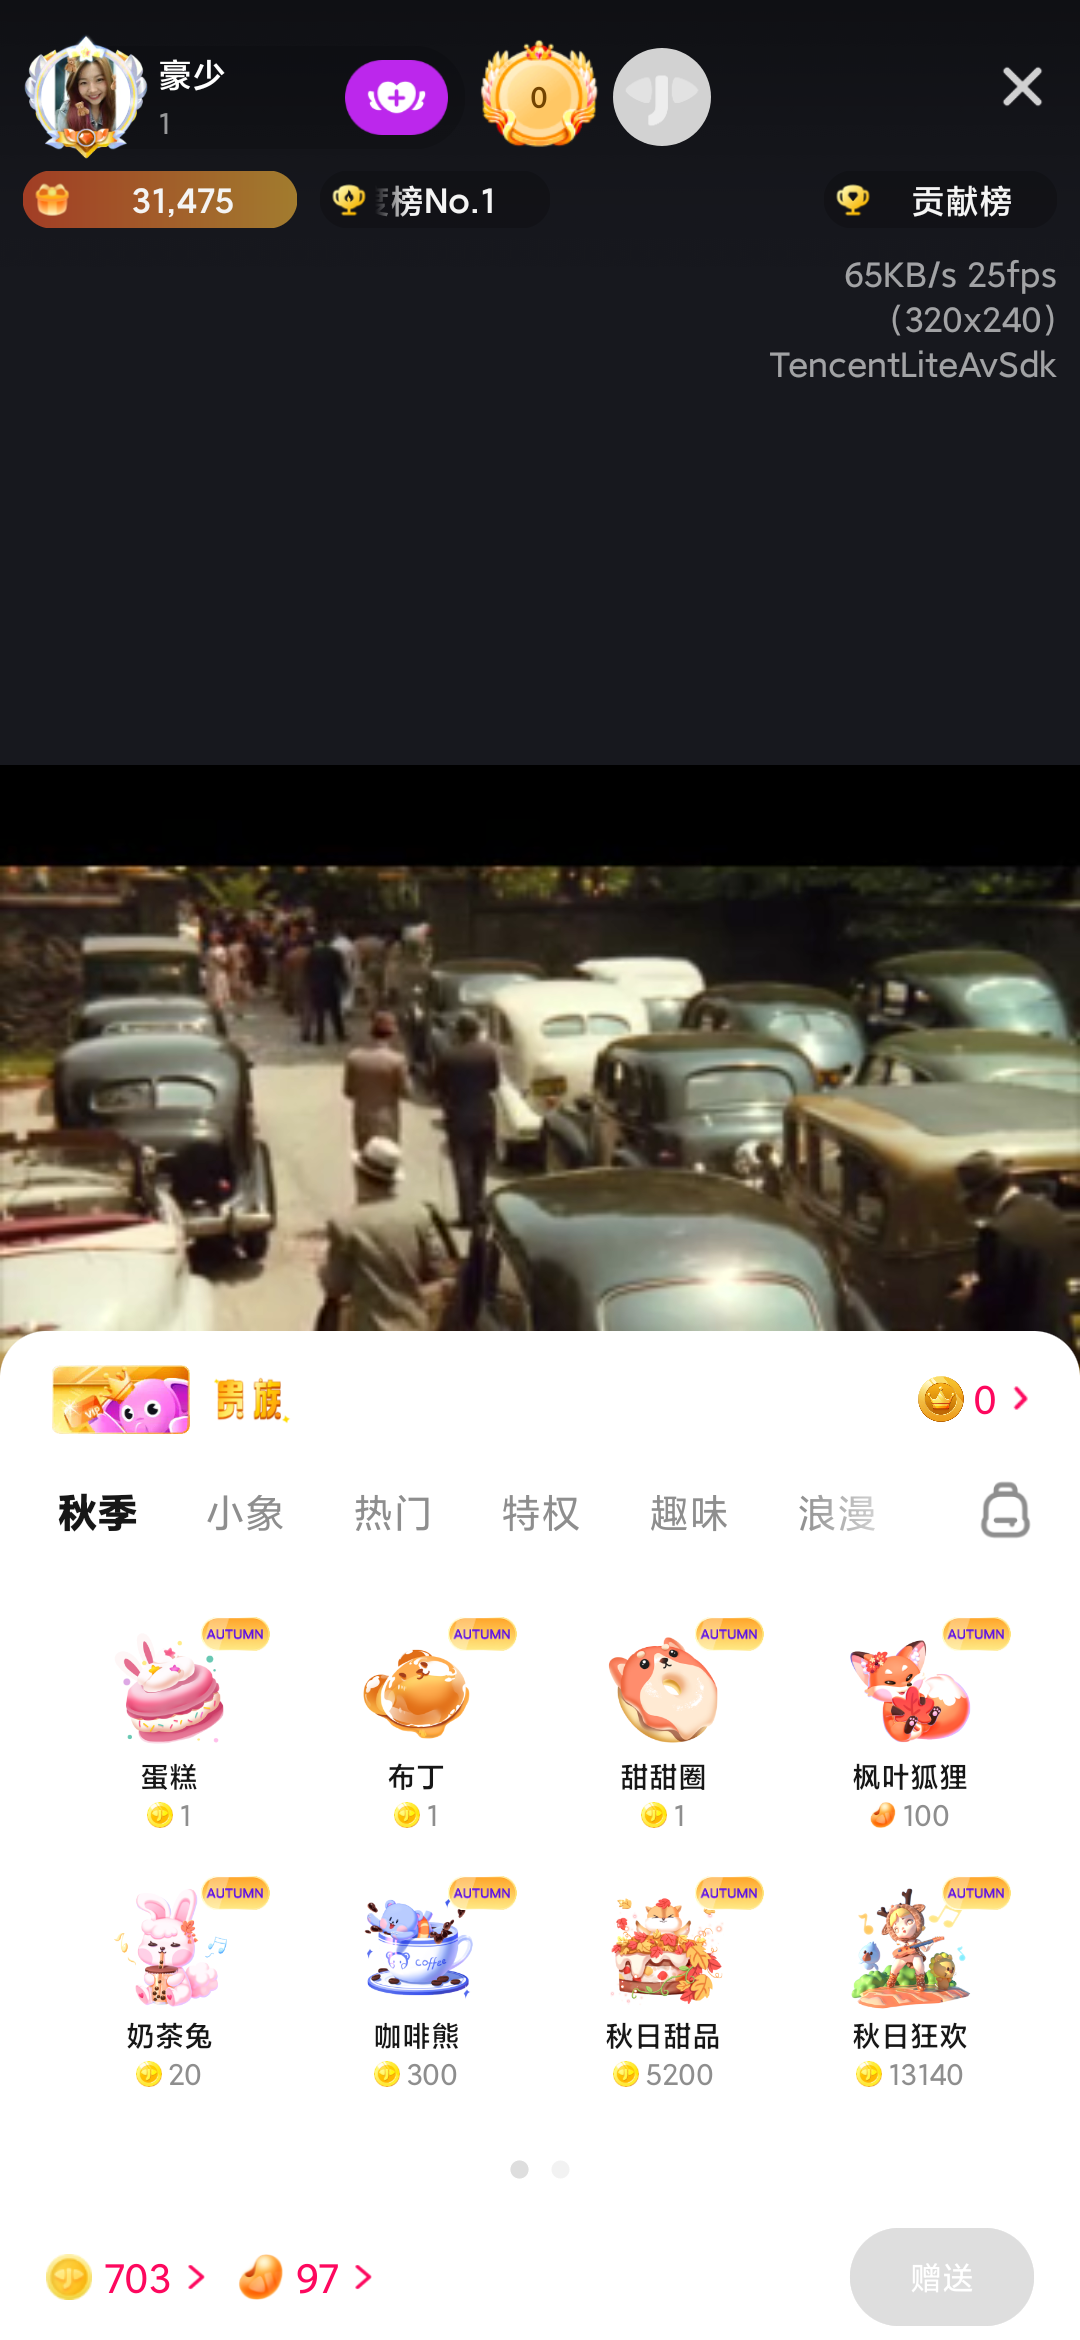 豪少
1
0
31,475
榜No.1
贡献榜
65KB/s 25fps
(320x240)
TencentLiteAvSdk
VIP
贵族
0
秋季 小象 热门 特权 趣味 浪漫
AUTUMN AUTUMN AUTUMN AUTUMN
蛋糕 布丁 甜甜圈 枫叶狐狸
1 1 1 100
AUTUMN AUTUMN AUTUMN AUTUMN
coffee
奶茶兔 咖啡熊 秋日甜品 秋日狂欢
20 300 5200 13140
703 97 赠送